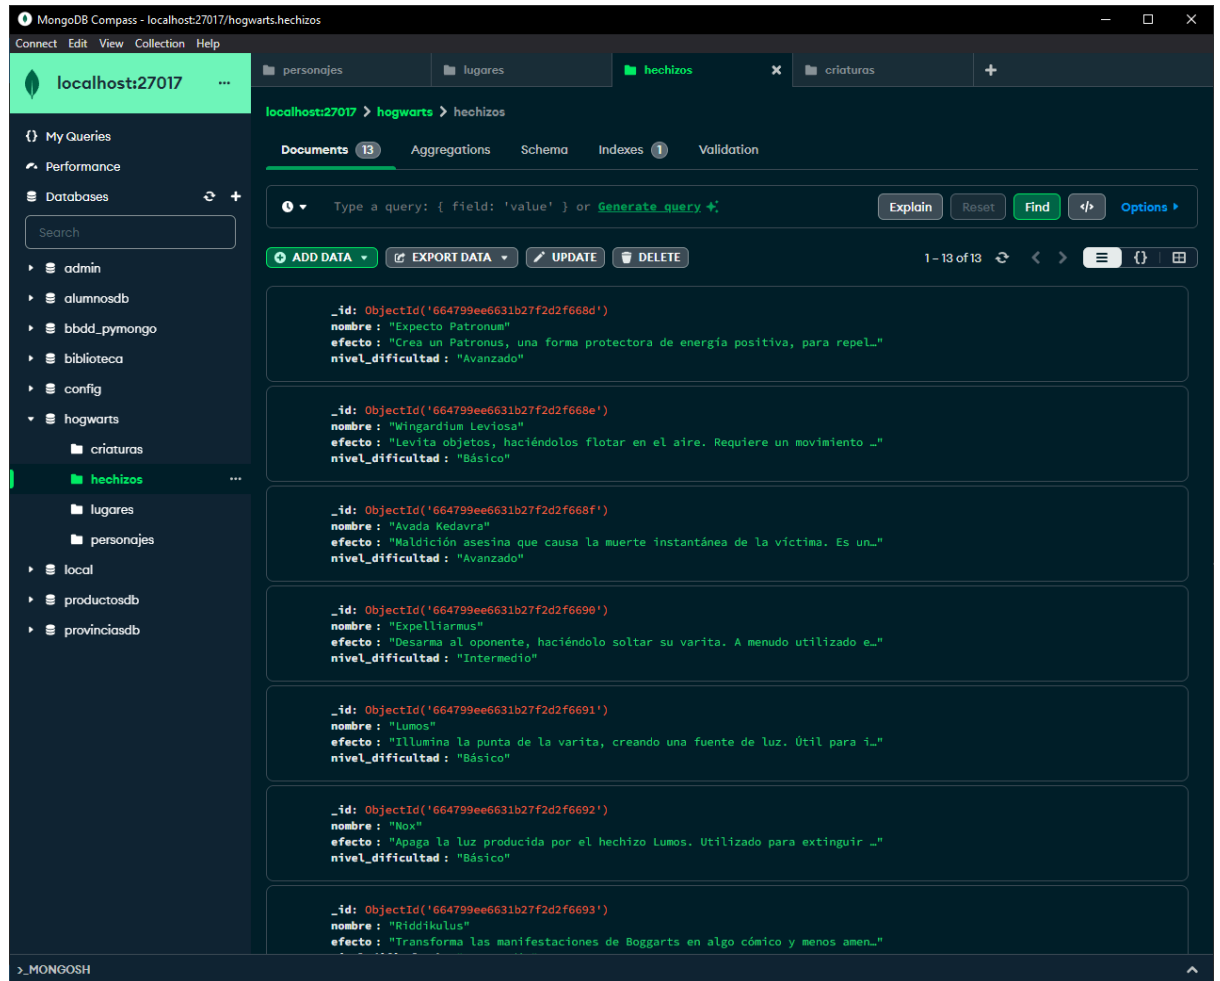 MongoDB Compass - localhost:27017/hogwarts.hechizos
Connect Edit View Collection Help
localhost:27017 ...
{} My Queries
Performance
Databases
Search
admin
alumnosdb
bbdd_pymongo
biblioteca
config
hogwarts
criaturas
hechizos ...
lugares
personajes
local
productosdb
provinciasdb
personajes lugares hechizos criaturas +
localhost:27017 > hogwarts > hechizos
Documents 13 Aggregations Schema Indexes 1 Validation
Type a query: { field: 'value' } or Generate query Explain Reset Find </> Options
ADD DATA EXPORT DATA UPDATE DELETE 1 – 13 of 13 {}
_id: ObjectId('664799ee6631b27f2d2f668d')
nombre : "Expecto Patronum"
efecto : "Crea un Patronus, una forma protectora de energía positiva, para repel…"
nivel_dificultad : "Avanzado"
_id: ObjectId('664799ee6631b27f2d2f668e')
nombre : "Wingardium Leviosa"
efecto : "Levita objetos, haciéndolos flotar en el aire. Requiere un movimiento …"
nivel_dificultad : "Básico"
_id: ObjectId('664799ee6631b27f2d2f668f')
nombre : "Avada Kedavra"
efecto : "Maldición asesina que causa la muerte instantánea de la víctima. Es un…"
nivel_dificultad : "Avanzado"
_id: ObjectId('664799ee6631b27f2d2f6690')
nombre : "Expelliarmus"
efecto : "Desarma al oponente, haciéndolo soltar su varita. A menudo utilizado e…"
nivel_dificultad : "Intermedio"
_id: ObjectId('664799ee6631b27f2d2f6691')
nombre : "Lumos"
efecto : "Illumina la punta de la varita, creando una fuente de luz. Útil para i…"
nivel_dificultad : "Básico"
_id: ObjectId('664799ee6631b27f2d2f6692')
nombre : "Nox"
efecto : "Apaga la luz producida por el hechizo Lumos. Utilizado para extinguir …"
nivel_dificultad : "Básico"
_id: ObjectId('664799ee6631b27f2d2f6693')
nombre : "Riddikulus"
efecto : "Transforma las manifestaciones de Boggarts en algo cómico y menos amen…"
>_MONGOSH